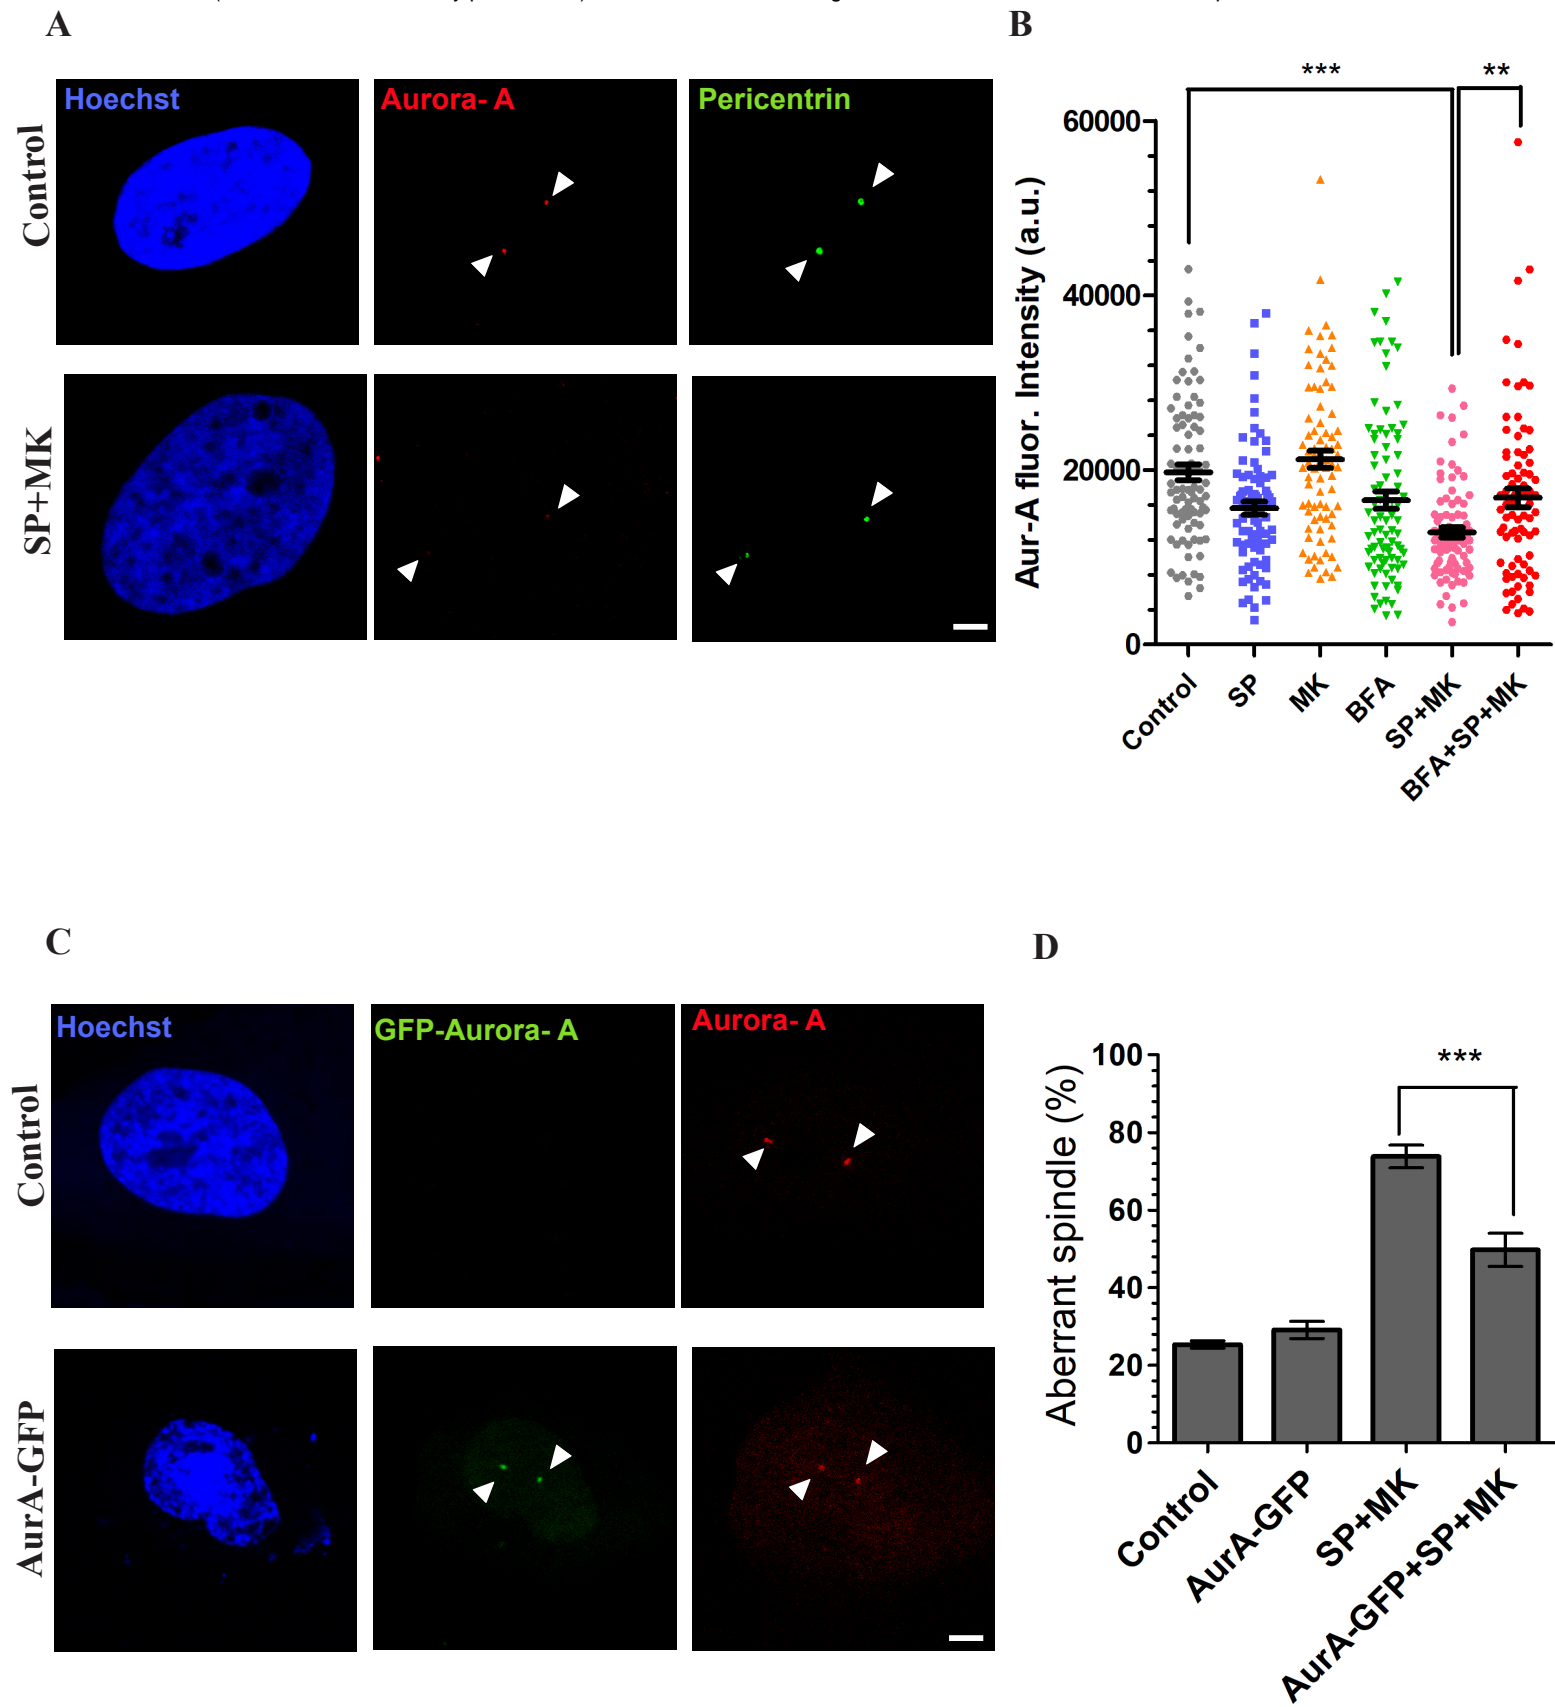 A
B
Hoechst
Aurora- A
Pericentrin
Control
SP+MK
***
**
Aur-A fluor. Intensity (a.u.)
60000
40000
20000
0
Control
SP
MK
BFA
SP+MK
BFA+SP+MK
C
D
Hoechst
GFP-Aurora- A
Aurora- A
Control
AurA-GFP
***
Aberrant spindle (%)
100
80
60
40
20
0
Control
AurA-GFP
SP+MK
AurA-GFP+SP+MK